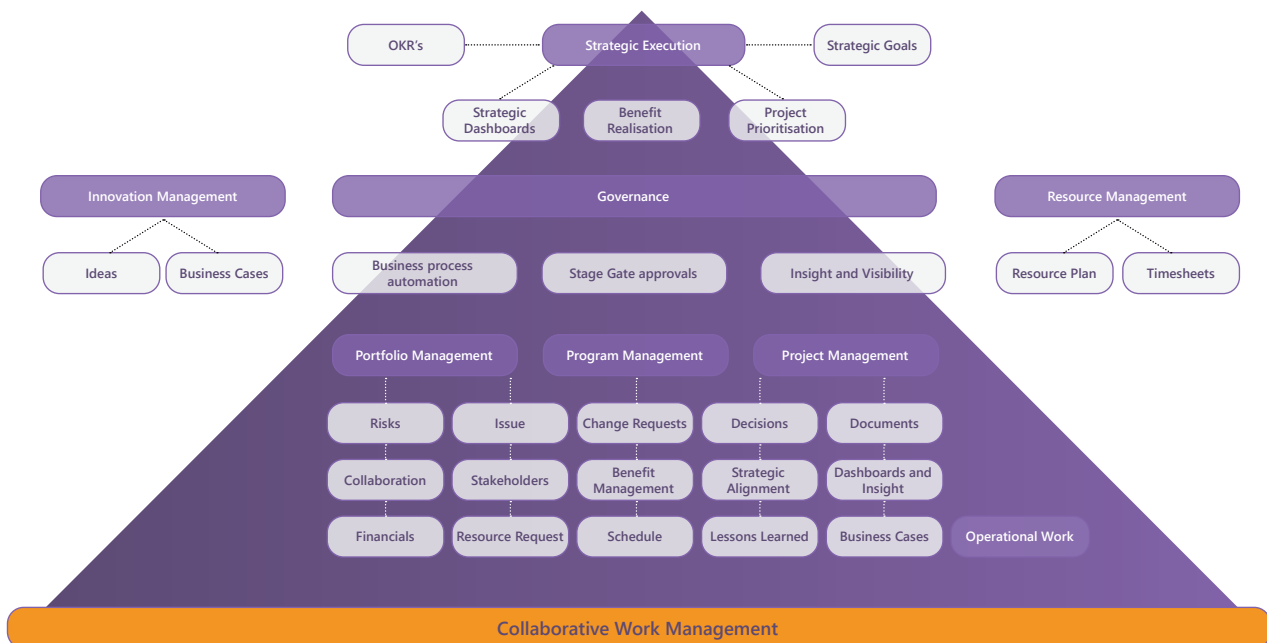 OKR's
Strategic Execution
Strategic Goals
Strategic
Dashboards
Benefit
Realisation
Project
Prioritisation
Innovation Management
Governance
Resource Management
Ideas
Business Cases
Business process
automation
Stage Gate approvals
Insight and Visibility
Resource Plan
Timesheets
Portfolio Management
Program Management
Project Management
Risks
Issue
Change Requests
Decisions
Documents
Collaboration
Stakeholders
Benefit
Management
Strategic
Alignment
Dashboards and
Insight
Financials
Resource Request
Schedule
Lessons Learned
Business Cases
Operational Work
Collaborative Work Management